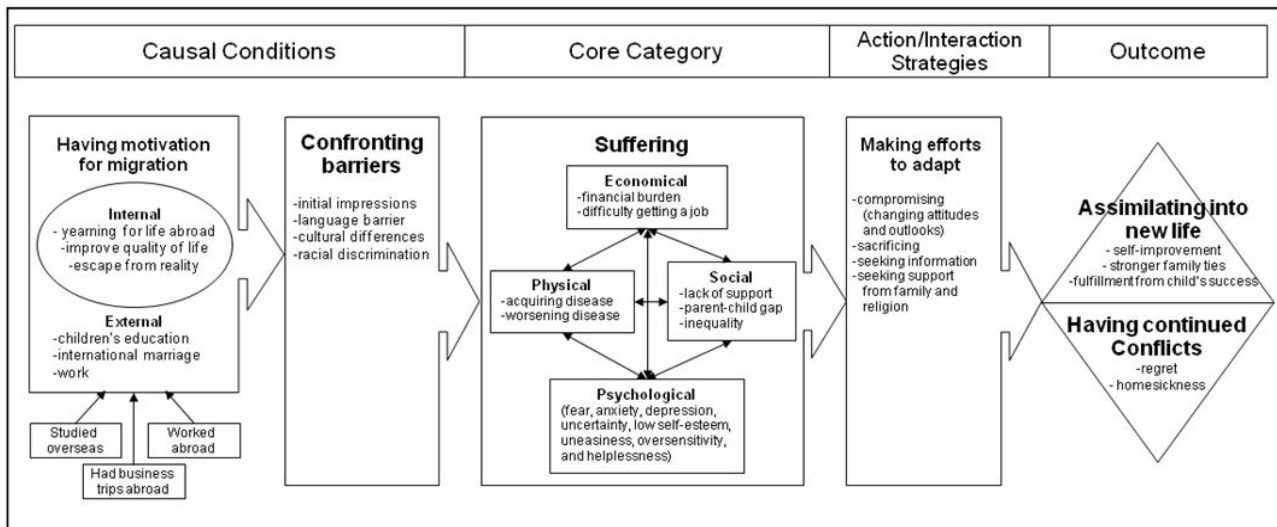 Causal Conditions
Core Category
Action/Interaction
Strategies
Outcome
Having motivation
for migration
Internal
- yearning for life abroad
-improve quality of life
-escape from reality
External
-children's education
-international marriage
-work
Studied
overseas
Had business
trips abroad
Worked
abroad
Confronting
barriers
-initial impressions
-language barrier
-cultural differences
-racial discrimination
Suffering
Economical
-financial burden
-difficulty getting a job
Physical
-acquiring disease
-worsening disease
Social
-lack of support
-parent-child gap
-inequality
Psychological
(fear, anxiety, depression,
uncertainty, low self-esteem,
uneasiness, oversensitivity,
and helplessness)
Making efforts
to adapt
-compromising
(changing attitudes
and outlooks)
-sacrificing
-seeking information
-seeking support
from family and
religion
Assimilating into
new life
-self-improvement
- stronger family ties
-fulfillment from child's success
Having continued
Conflicts
-regret
- homesickness